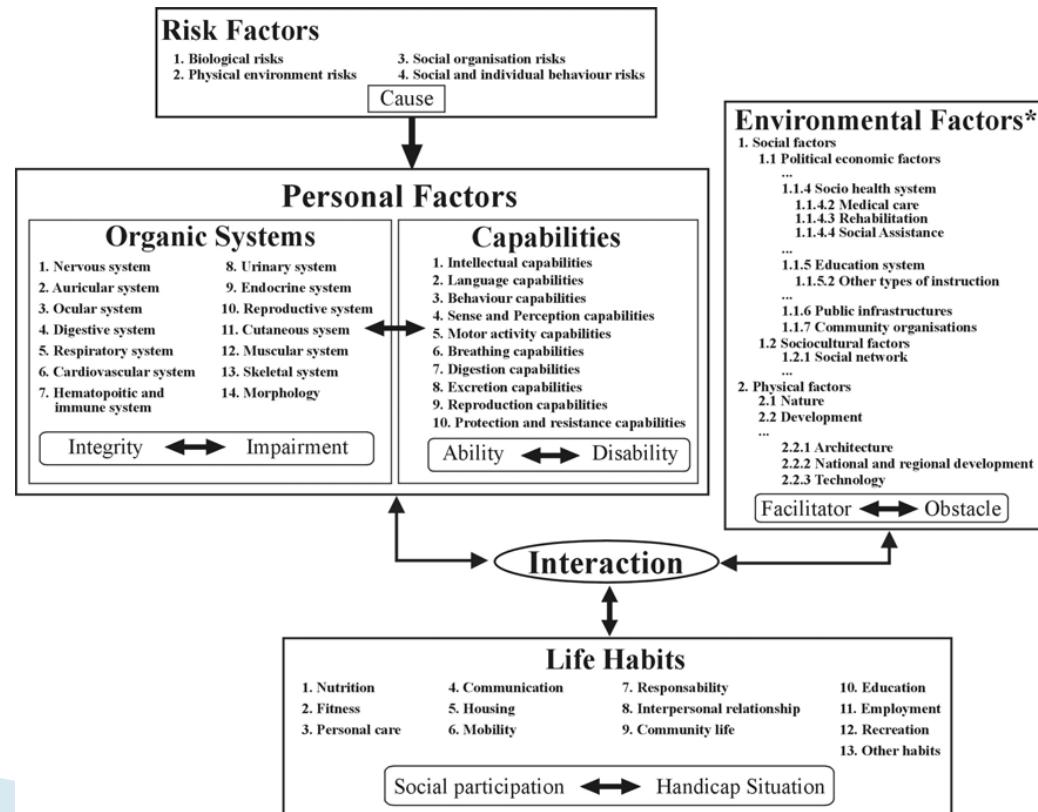 Risk Factors
1. Biological risks
2. Physical environment risks
3. Social organisation risks
4. Social and individual behaviour risks
Cause
Personal Factors
Organic Systems
1. Nervous system
2. Auricular system
3. Ocular system
4. Digestive system
5. Respiratory system
6. Cardiovascular system
7. Hematopoitic and
immune system
8. Urinary system
9. Endocrine system
10. Reproductive system
11. Cutaneous sysem
12. Muscular system
13. Skeletal system
14. Morphology
Integrity
Impairment
Capabilities
1. Intellectual capabilities
2. Language capabilities
3. Behaviour capabilities
4. Sense and Perception capabilities
5. Motor activity capabilities
6. Breathing capabilities
7. Digestion capabilities
8. Excretion capabilities
9. Reproduction capabilities
10. Protection and resistance capabilities
Ability
Disability
Environmental Factors*
1. Social factors
1.1 Political economic factors
...
1.1.4 Socio health system
1.1.4.2 Medical care
1.1.4.3 Rehabilitation
1.1.4.4 Social Assistance
...
1.1.5 Education system
1.1.5.2 Other types of instruction
...
1.1.6 Public infrastructures
1.1.7 Community organisations
1.2 Sociocultural factors
1.2.1 Social network
...
2. Physical factors
2.1 Nature
2.2 Development
...
2.2.1 Architecture
2.2.2 National and regional development
2.2.3 Technology
Facilitator
Obstacle
Interaction
Life Habits
1. Nutrition
2. Fitness
3. Personal care
4. Communication
5. Housing
6. Mobility
7. Responsability
8. Interpersonal relationship
9. Community life
10. Education
11. Employment
12. Recreation
13. Other habits
Social participation
Handicap Situation